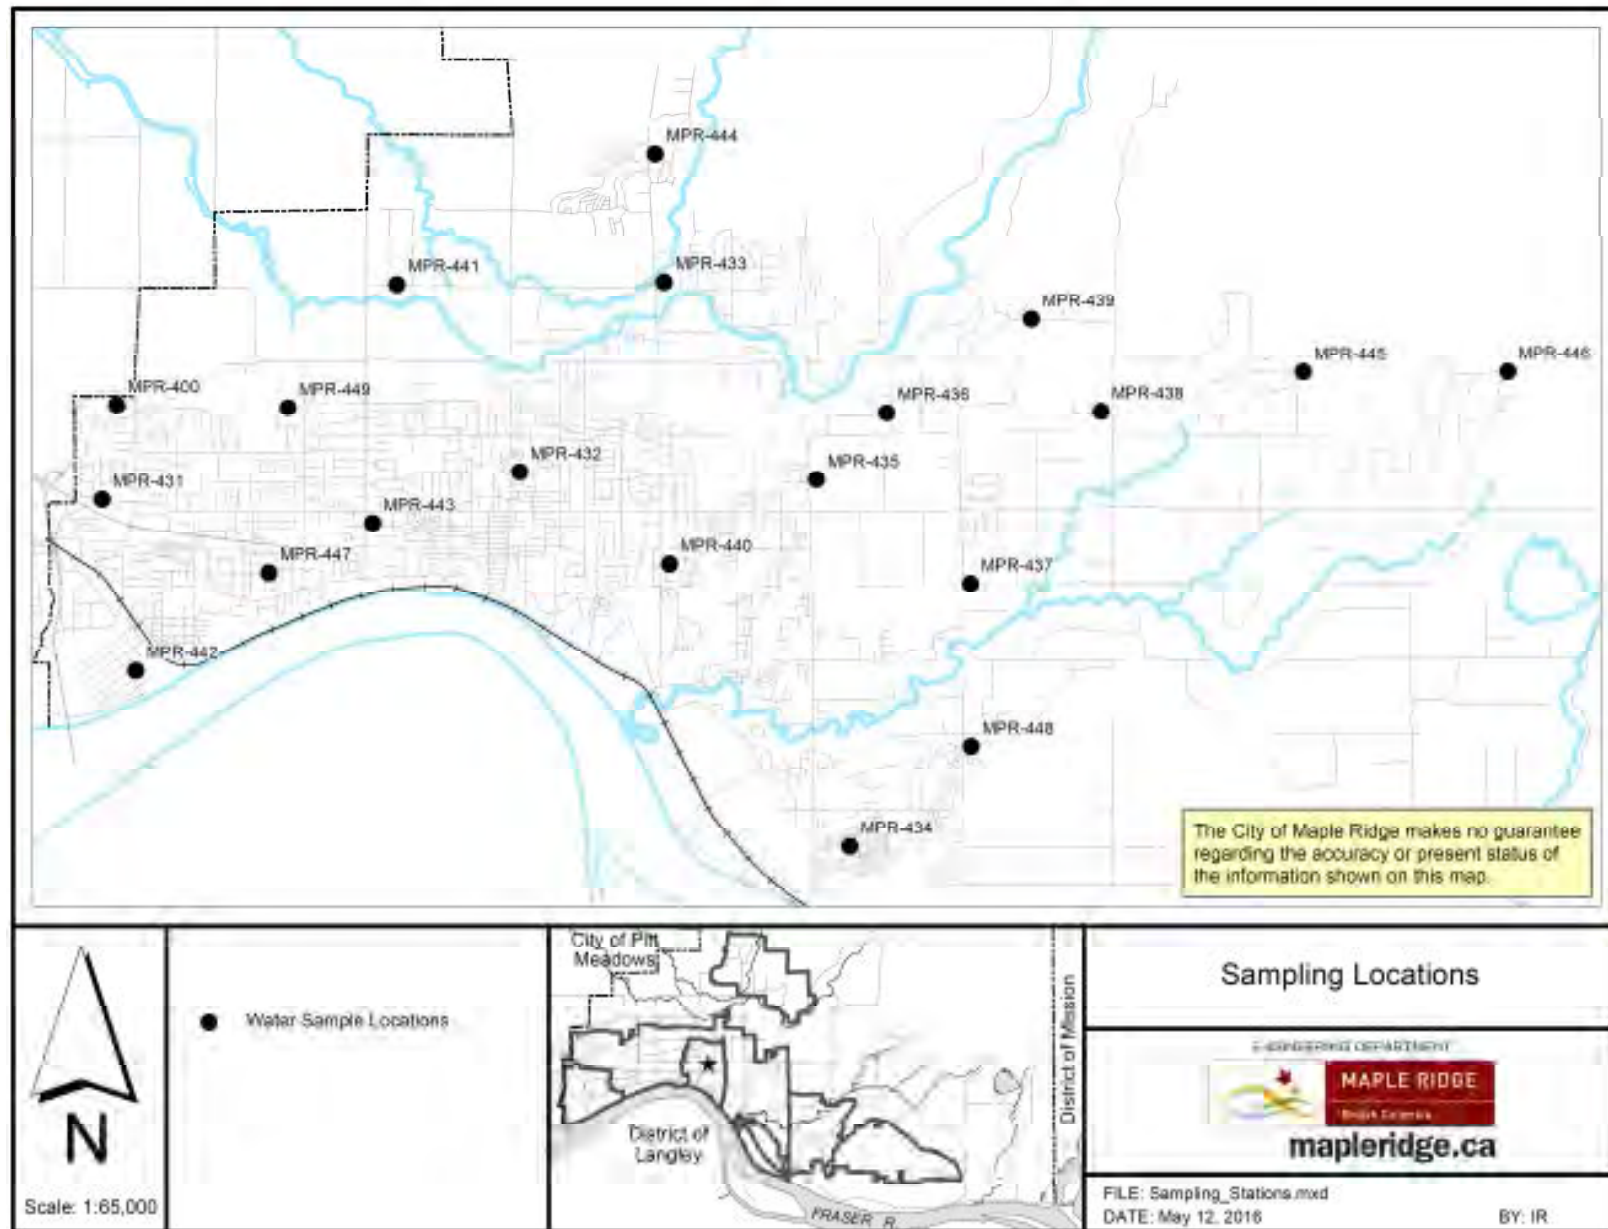 MPR-444
MPR-441
MPR-433
MPR-439
MPR-445
MPR-446
MPR-400
MPR-449
MPR-436
MPR-438
MPR-432
MPR-435
MPR-431
MPR-443
MPR-447
MPR-440
MPR-437
MPR-442
MPR-448
MPR-434
The City of Maple Ridge makes no guarantee
regarding the accuracy or present status of
the information shown on this map.
N
Scale: 1:65,000
Water Sample Locations
City of Pitt
Meadows
District of
Langley
District of Mission
FRASER R.
Sampling Locations
ENGINEERING DEPARTMENT
MAPLE RIDGE
British Columbia
mapleridge.ca
FILE: Sampling_Stations.mxd
DATE: May 12, 2016
BY: IR